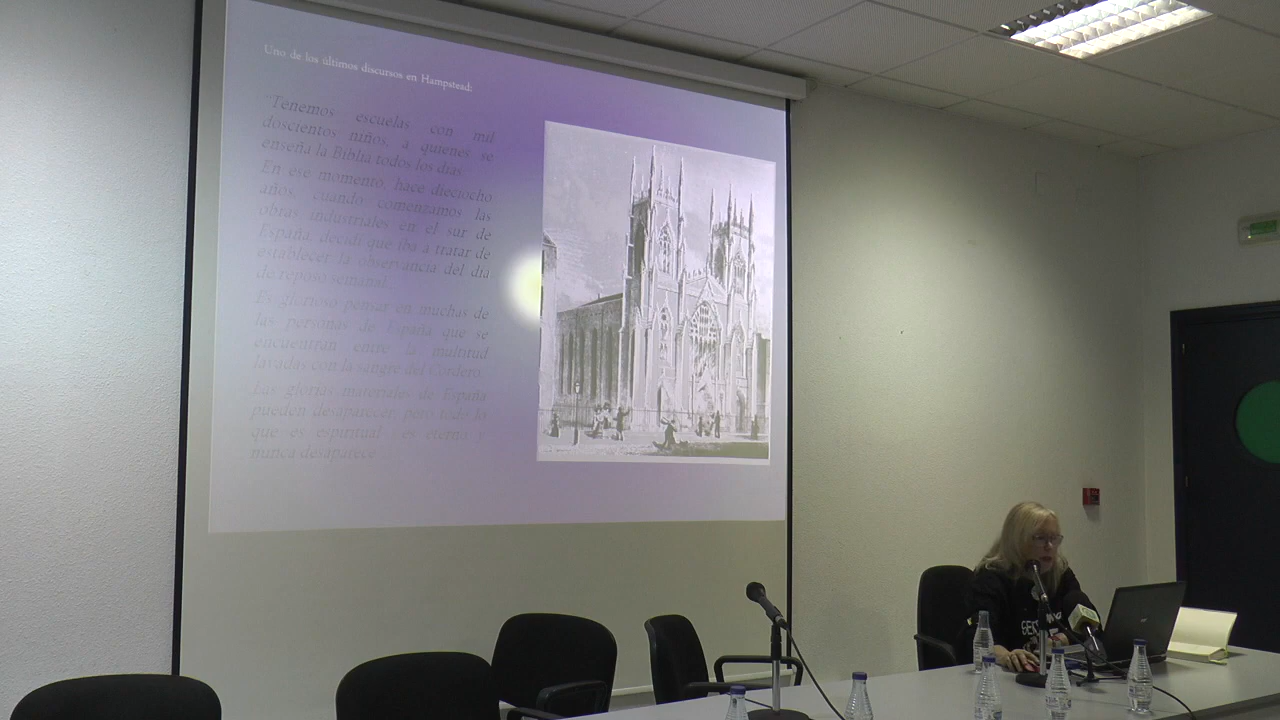 Uno de los últimos discursos en Hampstead:
"Tenemos escuelas con mil
doscientos niños, a quienes se
enseña la Biblia todos los días
En ese momento, hace dieciocho
años, cuando comenzamos las
obras industriales en el sur de
España, decidí que iba a tratar de
establecer la observancia del día
de reposo semanal.
Es glorioso pensar en muchas de
las personas de España que se
encuentran entre la multitud
lavadas con la sangre del Cordero.
Las glorias materiales de España
pueden desaparecer, pero todo lo
que es espiritual, es eterno y
nunca desaparece